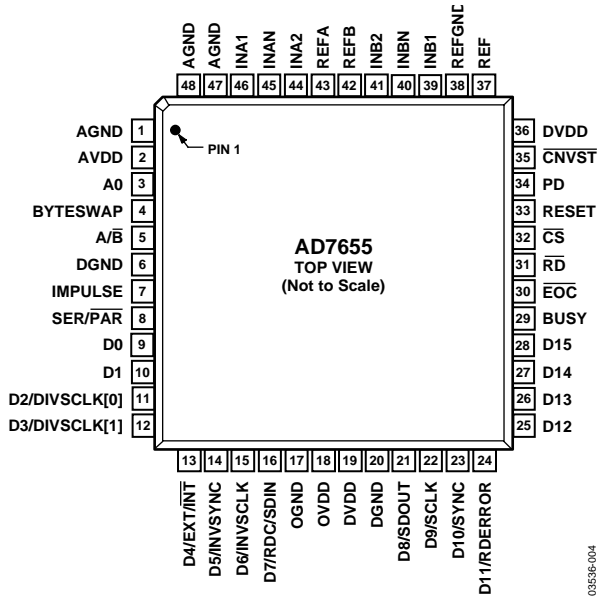 AGND
AGND
INA1
INAN
INA2
REFA
REFB
INB2
INBN
INB1
REFGND
REF
48 47 46 45 44 43 42 41 40 39 38 37
AGND 1
AVDD 2
A0 3
BYTESWAP 4
A/B̅ 5
DGND 6
IMPULSE 7
SER/P̅A̅R̅ 8
D0 9
D1 10
D2/DIVSCLK[0] 11
D3/DIVSCLK[1] 12
PIN 1
AD7655
TOP VIEW
(Not to Scale)
36 DVDD
35 C̅N̅V̅S̅T̅
34 PD
33 RESET
32 C̅S̅
31 R̅D̅
30 E̅O̅C̅
29 BUSY
28 D15
27 D14
26 D13
25 D12
13 14 15 16 17 18 19 20 21 22 23 24
D4/EXT/I̅N̅T̅
D5/INVSYNC
D6/INVSCLK
D7/RDC/SDIN
OGND
OVDD
DVDD
DGND
D8/SDOUT
D9/SCLK
D10/SYNC
D11/RDERROR
03536-004